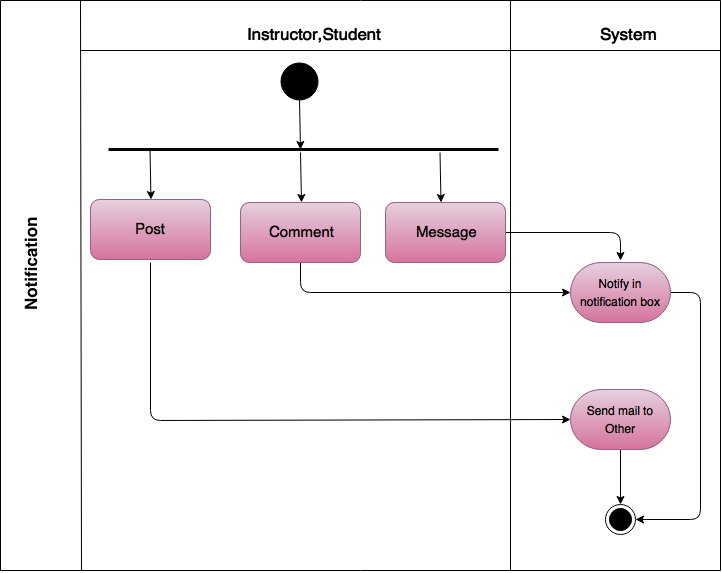 Instructor,Student
System
Notification
Post
Comment
Message
Notify in
notification box
Send mail to
Other